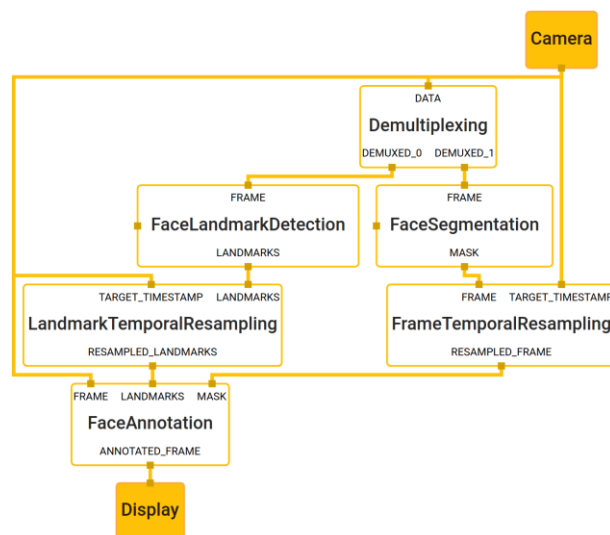 Camera
DATA
Demultiplexing
DEMUXED_0 DEMUXED_1
FRAME
FaceLandmarkDetection
LANDMARKS
FRAME
FaceSegmentation
MASK
TARGET_TIMESTAMP LANDMARKS
LandmarkTemporalResampling
RESAMPLED_LANDMARKS
FRAME TARGET_TIMESTAMP
FrameTemporalResampling
RESAMPLED_FRAME
FRAME LANDMARKS MASK
FaceAnnotation
ANNOTATED_FRAME
Display